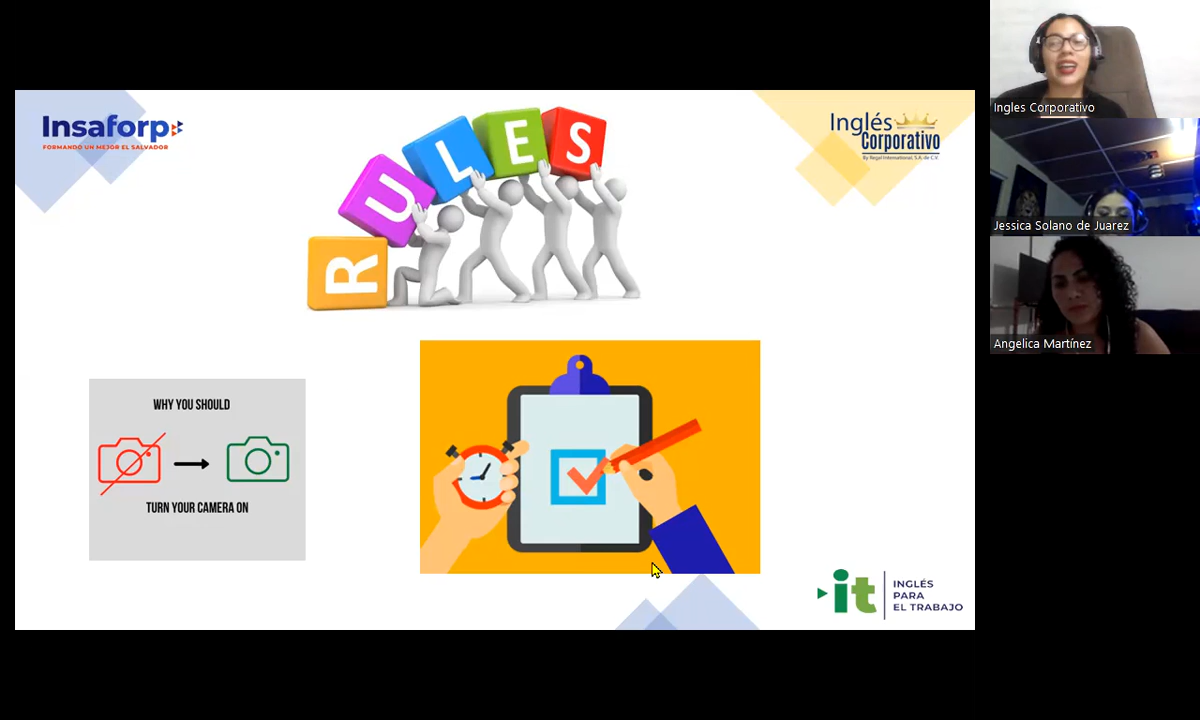 Insaforp
FORMANDO UN MEJOR EL SALVADOR
RULES
Inglés
Corporativo
By Regal International, S.A. de C.V.
WHY YOU SHOULD
TURN YOUR CAMERA ON
it
INGLÉS
PARA
EL TRABAJO
Ingles Corporativo
Jessica Solano de Juarez
Angelica Martínez